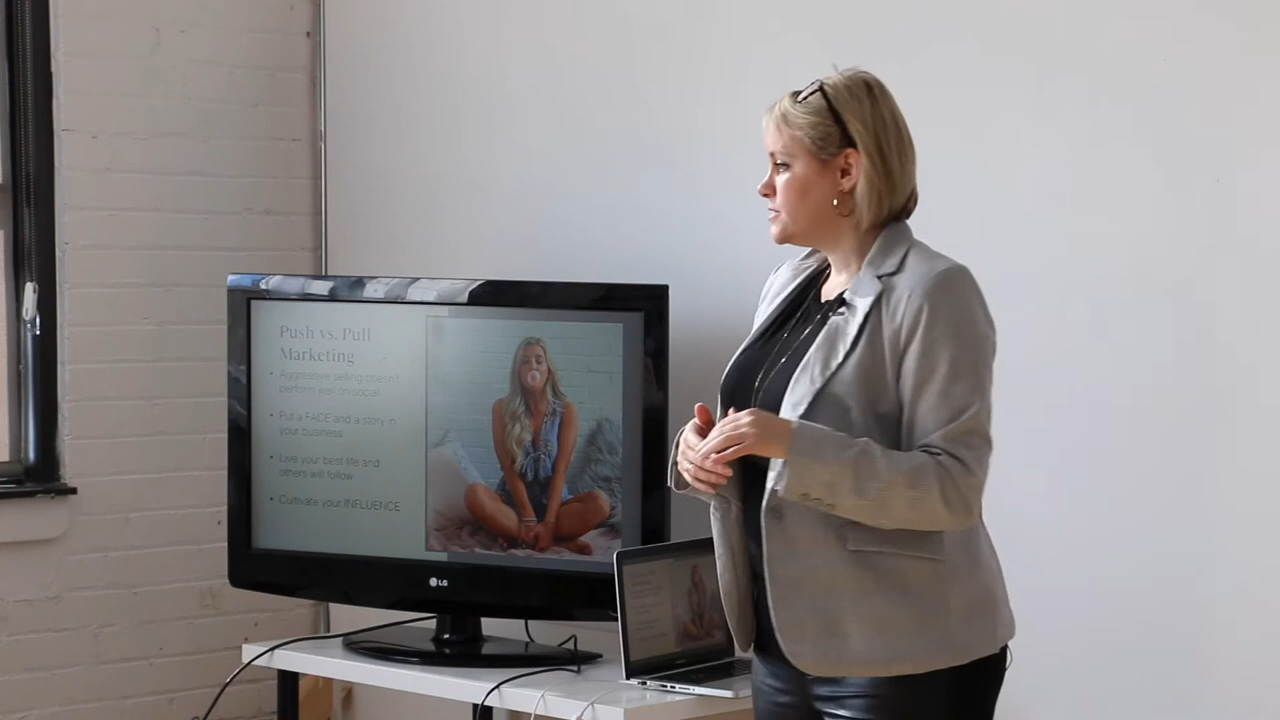 Push vs. Pull
Marketing
• Aggressive selling doesn't
perform well on social
• Put a FACE and a story in
your business
• Live your best life and
others will follow
• Cultivate your INFLUENCE
LG